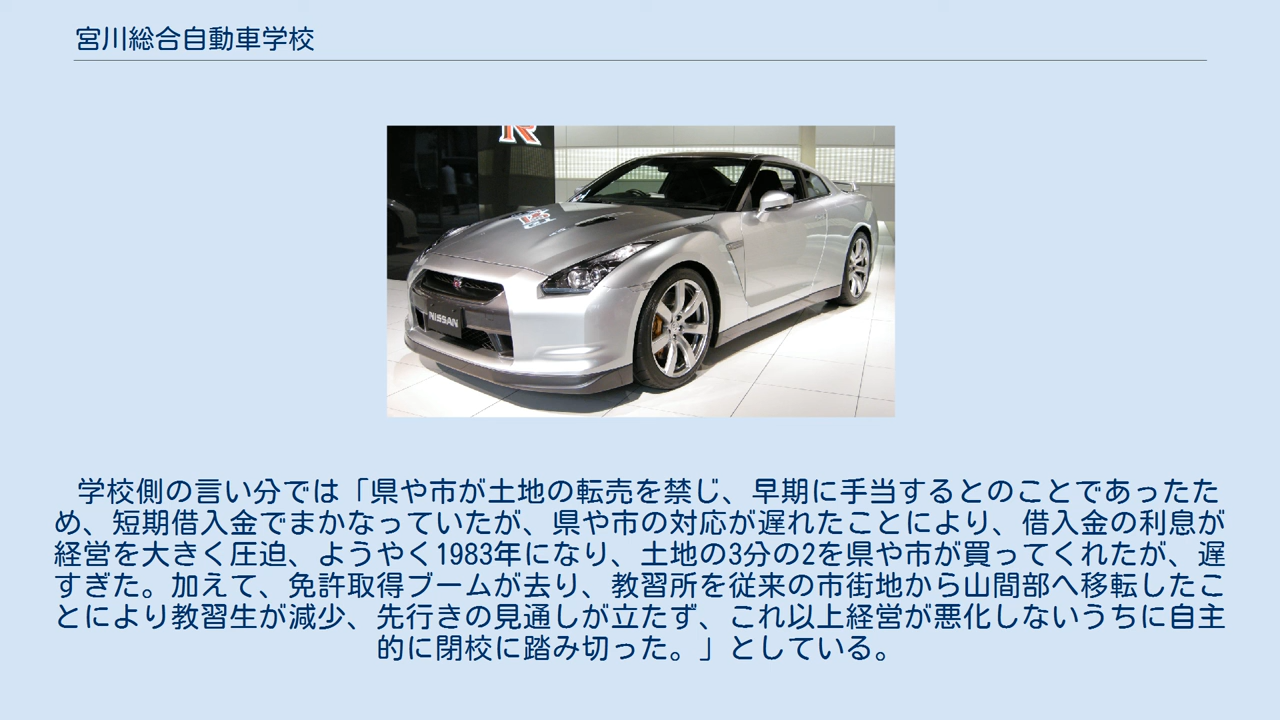 宮川総合自動車学校
R
NISSAN
学校側の言い分では「県や市が土地の転売を禁じ、早期に手当するとのことであったた
め、短期借入金でまかなっていたが、県や市の対応が遅れたことにより、借入金の利息が
経営を大きく圧迫、ようやく1983年になり、土地の3分の2を県や市が買ってくれたが、遅
すぎた。加えて、免許取得ブームが去り、教習所を従来の市街地から山間部へ移転したこ
とにより教習生が減少、先行きの見通しが立たず、これ以上経営が悪化しないうちに自主
的に閉校に踏み切った。」としている。